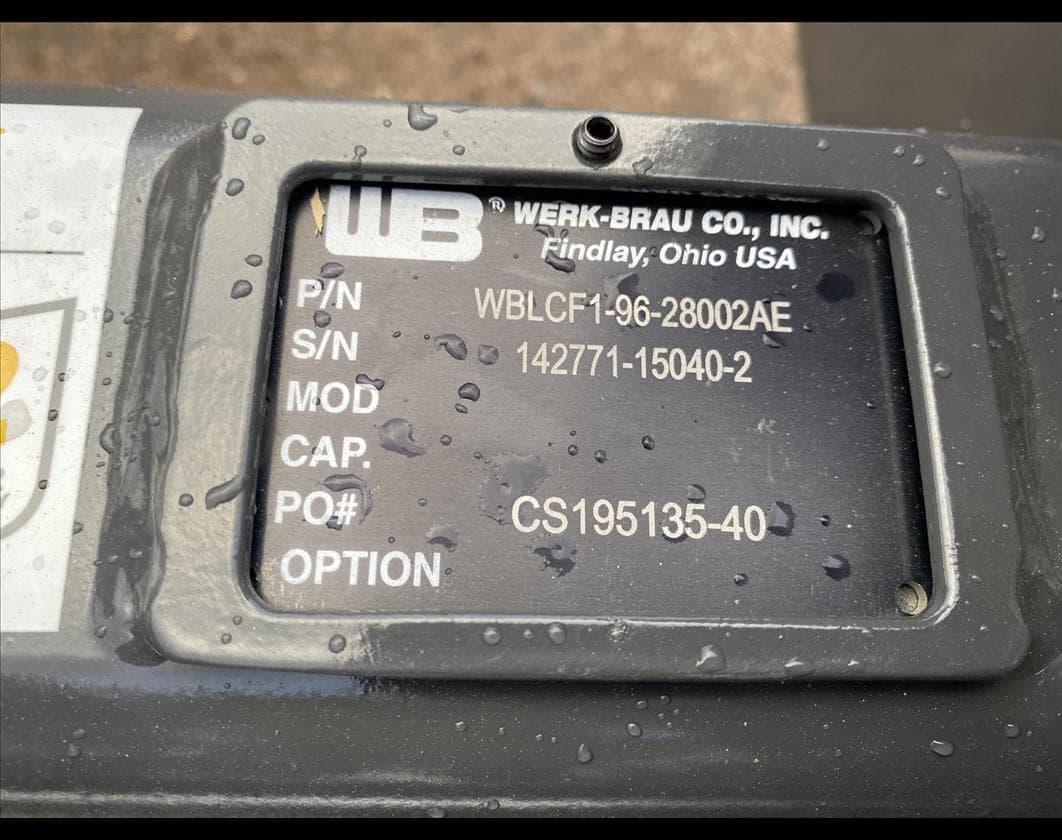 WB® WERK-BRAU CO., INC.
Findlay, Ohio USA
P/N WBLCF1-96-28002AE
S/N 142771-15040-2
MOD
CAP.
PO# CS195135-40
OPTION